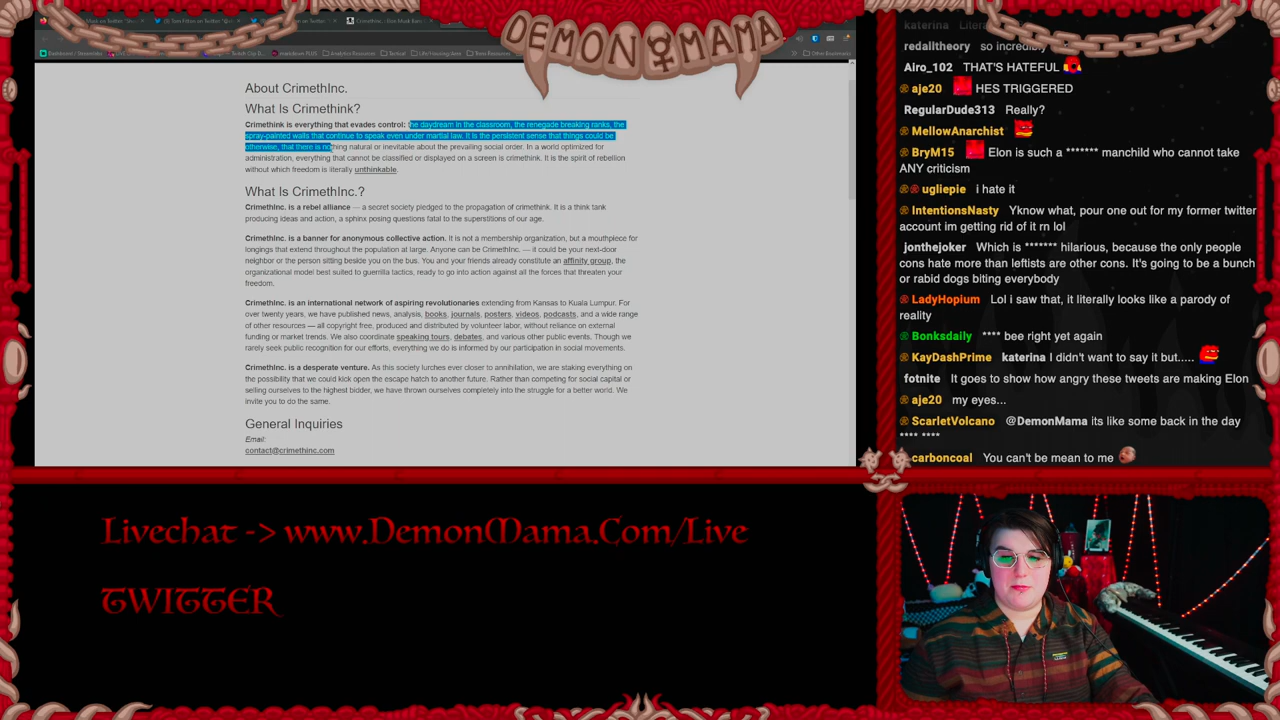 DEMON MAMA
Dashboard / Streamlabs
Analytics Resources
Tactical
Other Bookmarks
About CrimethInc.
What Is Crimethink?
Crimethink is everything that evades control: the daydream in the classroom, the renegade breaking ranks, the
spray-painted walls that continue to speak even under martial law. It is the persistent sense that things could be
otherwise, that there is nothing natural or inevitable about the prevailing social order. In a world optimized for
administration, everything that cannot be classified or displayed on a screen is crimethink. It is the spirit of rebellion
without which freedom is literally unthinkable.
What Is CrimethInc.?
CrimethInc. is a rebel alliance — a secret society pledged to the propagation of crimethink. It is a think tank
producing ideas and action, a sphinx posing questions fatal to the superstitions of our age.
CrimethInc. is a banner for anonymous collective action. It is not a membership organization, but a mouthpiece for
longings that extend throughout the population at large. Anyone can be CrimethInc. — it could be your next-door
neighbor or the person sitting beside you on the bus. You and your friends already constitute an affinity group, the
organizational model best suited to guerrilla tactics, ready to go into action against all the forces that threaten your
freedom.
CrimethInc. is an international network of aspiring revolutionaries extending from Kansas to Kuala Lumpur. For
over twenty years, we have published news, analysis, books, journals, posters, videos, podcasts, and a wide range
of other resources — all copyright free, produced and distributed by volunteer labor, without reliance on external
funding or market trends. We also coordinate speaking tours, debates, and various other public events. Though we
rarely seek public recognition for our efforts, everything we do is informed by our participation in social movements.
CrimethInc. is a desperate venture. As this society lurches ever closer to annihilation, we are staking everything on
the possibility that we could kick open the escape hatch to another future. Rather than competing for social capital or
selling ourselves to the highest bidder, we have thrown ourselves completely into the struggle for a better world. We
invite you to do the same.
General Inquiries
Email:
contact@crimethinc.com
katerina
redalltheory so incredibly
Airo_102 THAT'S HATEFUL
aje20 HES TRIGGERED
RegularDude313 Really?
MellowAnarchist
BryM15 Elon is such a ******* manchild who cannot take
ANY criticism
ugliepie i hate it
IntentionsNasty Yknow what, pour one out for my former twitter
account im getting rid of it rn lol
jonthejoker Which is ******* hilarious, because the only people
cons hate more than leftists are other cons. It's going to be a bunch
or rabid dogs biting everybody
LadyHopium Lol i saw that, it literally looks like a parody of
reality
Bonksdaily **** bee right yet again
KayDashPrime katerina I didn't want to say it but.....
fotnite It goes to show how angry these tweets are making Elon
aje20 my eyes...
ScarletVolcano @DemonMama its like some back in the day
**** ****
carboncoal You can't be mean to me
Livechat -> www.DemonMama.Com/Live
TWITTER